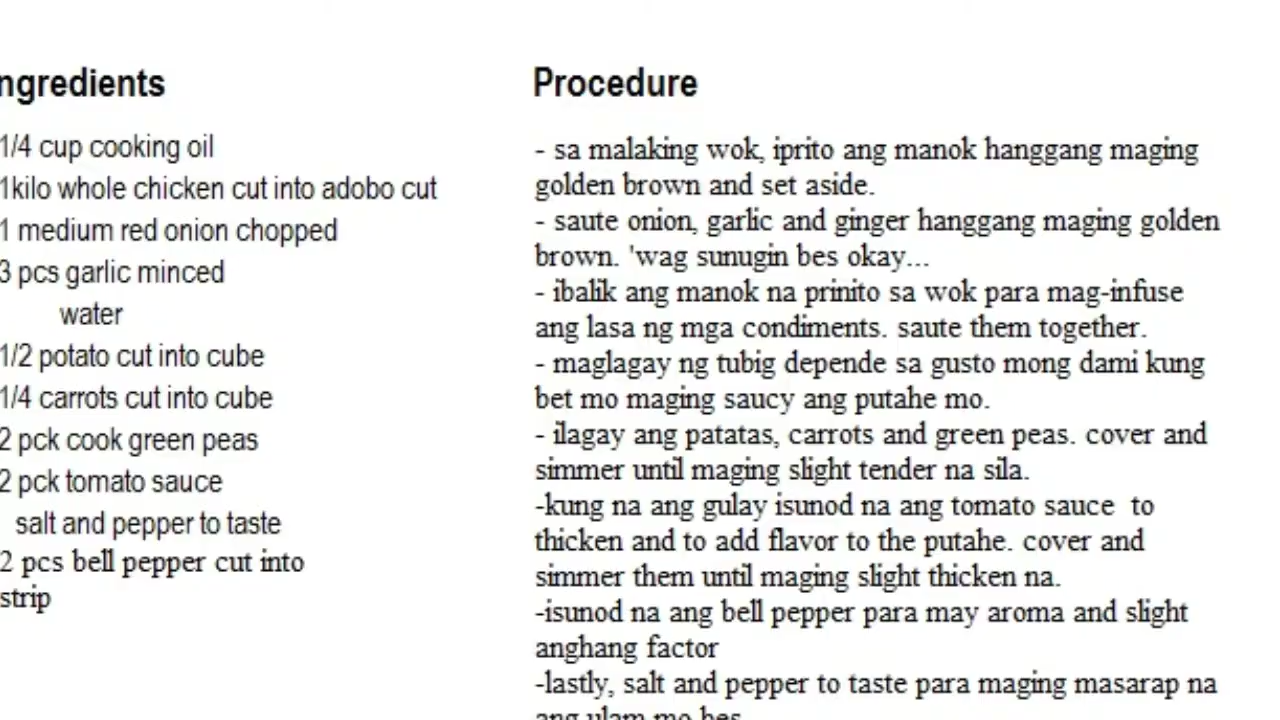 ngredients
1/4 cup cooking oil
1kilo whole chicken cut into adobo cut
1 medium red onion chopped
3 pcs garlic minced
water
1/2 potato cut into cube
1/4 carrots cut into cube
2 pck cook green peas
2 pck tomato sauce
salt and pepper to taste
2 pcs bell pepper cut into
strip
Procedure
- sa malaking wok, iprito ang manok hanggang maging
golden brown and set aside.
- saute onion, garlic and ginger hanggang maging golden
brown. 'wag sunugin bes okay...
- ibalik ang manok na prinito sa wok para mag-infuse
ang lasa ng mga condiments. saute them together.
- maglagay ng tubig depende sa gusto mong dami kung
bet mo maging saucy ang putahe mo.
- ilagay ang patatas, carrots and green peas. cover and
simmer until maging slight tender na sila.
-kung na ang gulay isunod na ang tomato sauce  to
thicken and to add flavor to the putahe. cover and
simmer them until maging slight thicken na.
-isunod na ang bell pepper para may aroma and slight
anghang factor
-lastly, salt and pepper to taste para maging masarap na
ang ulam mo bes